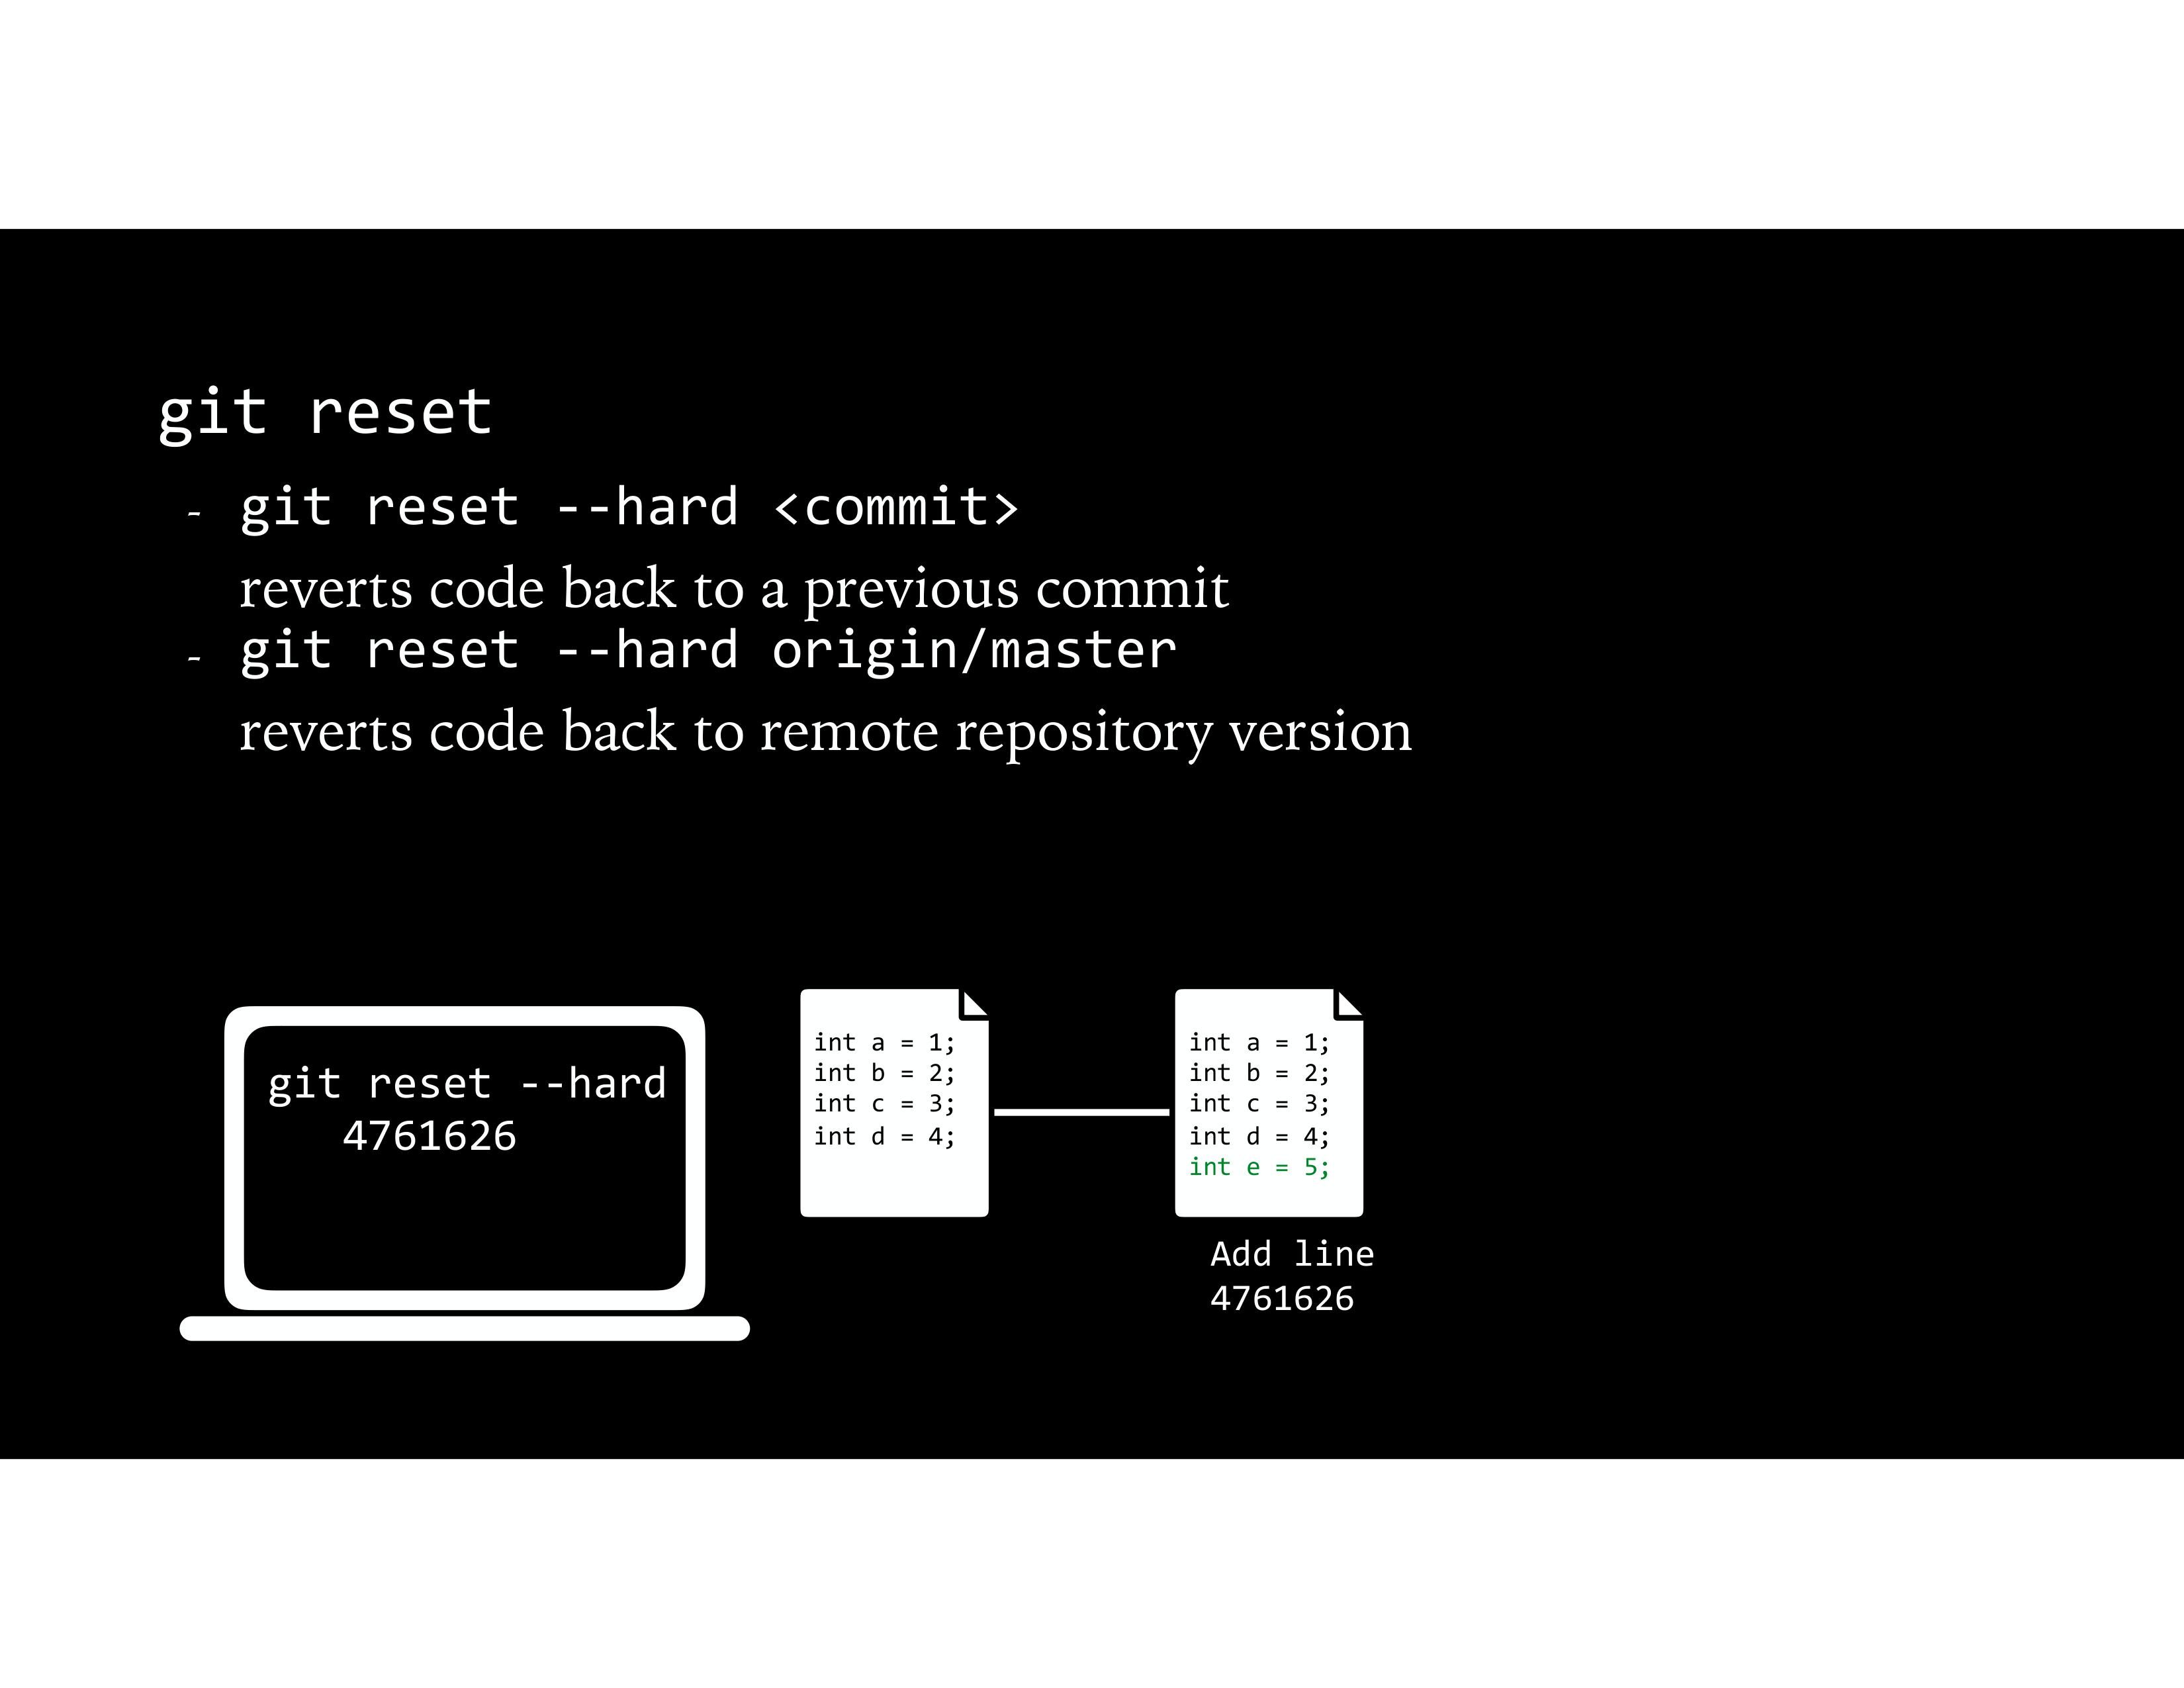 git reset
- git reset --hard <commit>
reverts code back to a previous commit
- git reset --hard origin/master
reverts code back to remote repository version
git reset --hard
4761626
int a = 1;
int b = 2;
int c = 3;
int d = 4;
int a = 1;
int b = 2;
int c = 3;
int d = 4;
int e = 5;
Add line
4761626